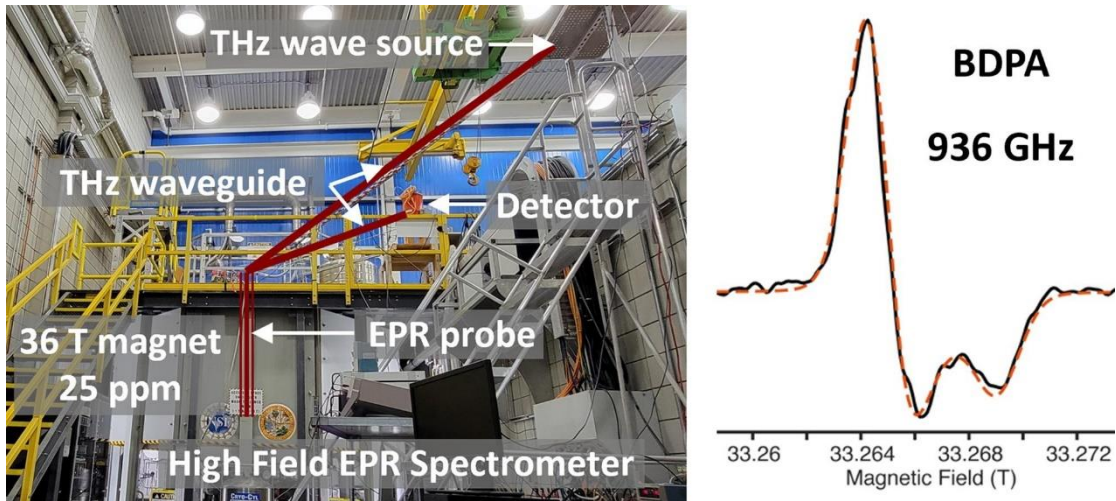 THz wave source
THz waveguide
Detector
36 T magnet
25 ppm
EPR probe
High Field EPR Spectrometer
BDPA
936 GHz
33.26
33.264
33.268
33.272
Magnetic Field (T)